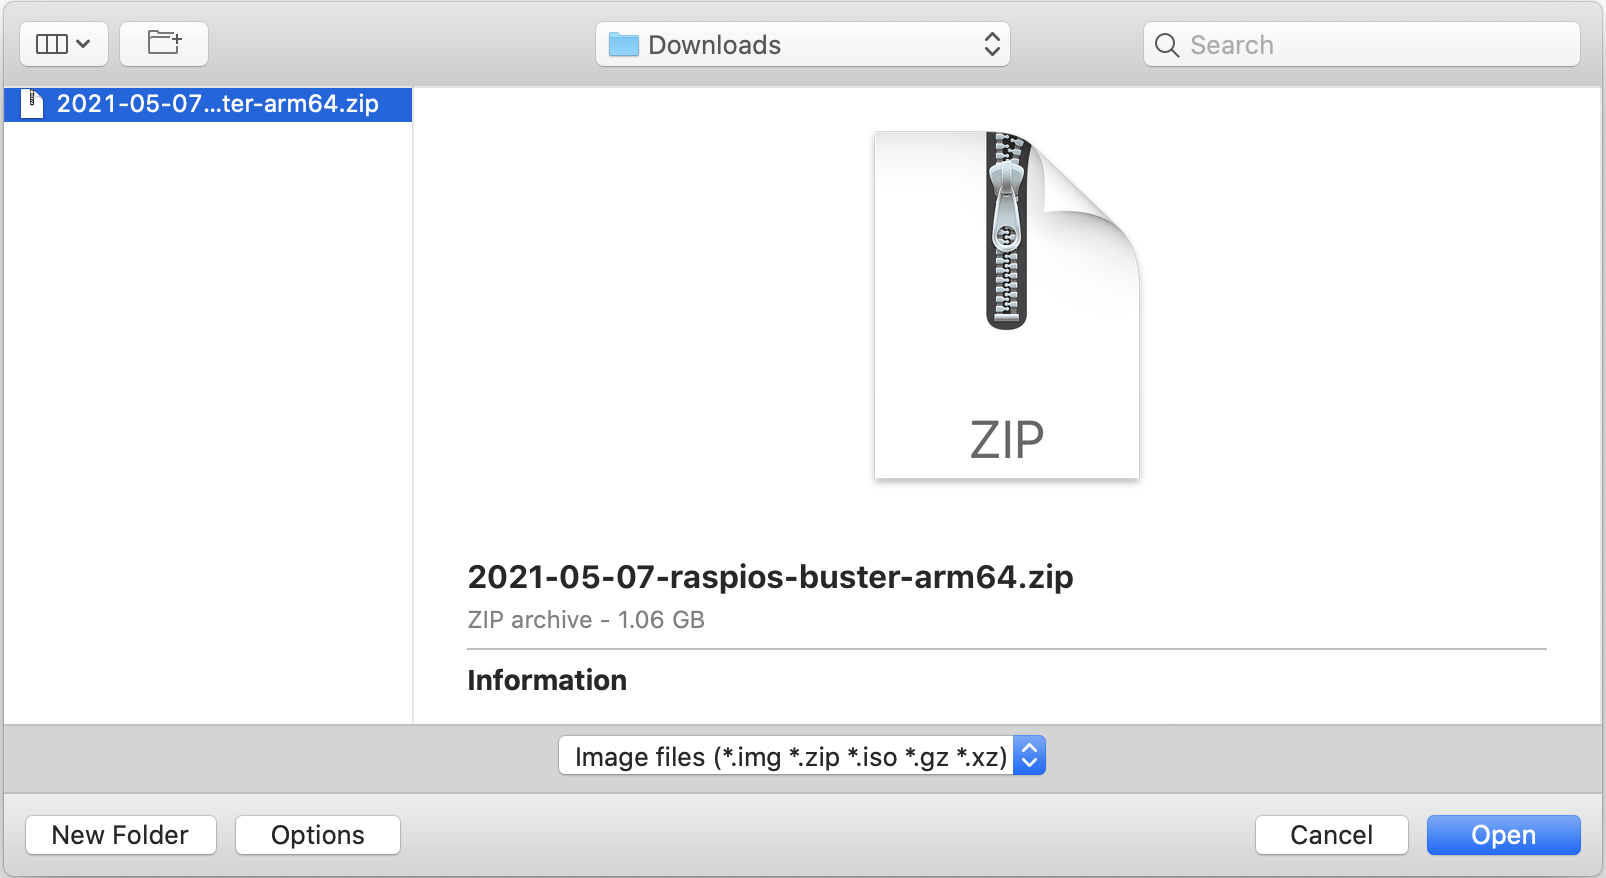 Downloads
Search
2021-05-07...ter-arm64.zip
ZIP
2021-05-07-raspios-buster-arm64.zip
ZIP archive - 1.06 GB
Information
Image files (*.img *.zip *.iso *.gz *.xz)
New Folder
Options
Cancel
Open